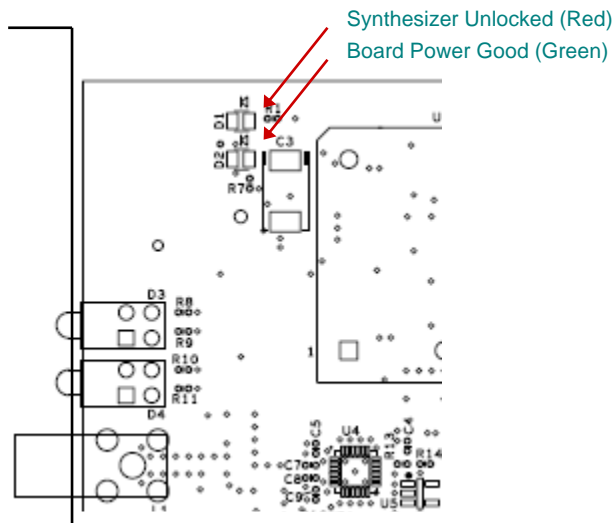 Synthesizer Unlocked (Red)
Board Power Good (Green)
R1
D1
U
C3
D2
R7
D3
R8
R9
1
R10
R11
D4
C5
U4
C4
R13
C7
R14
C8
C9